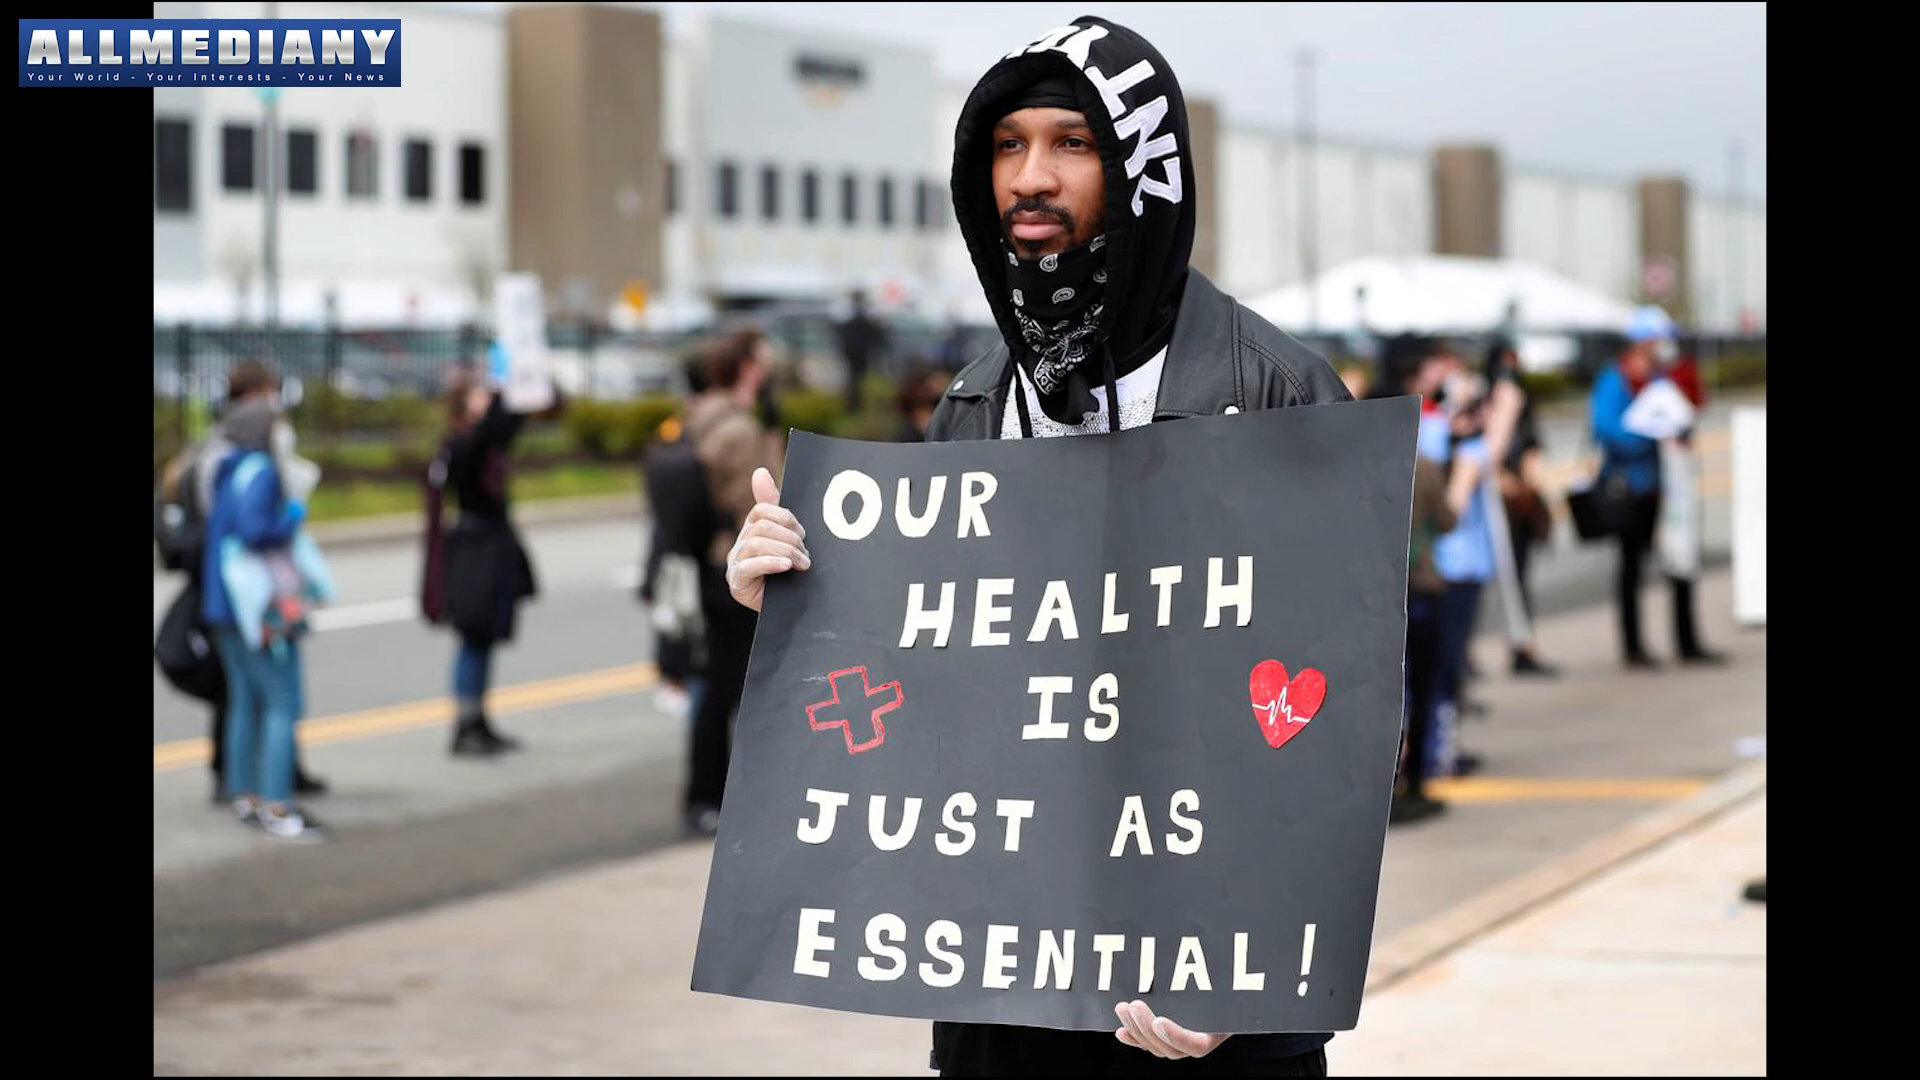 ALLMEDIANY
Your World - Your Interests - Your News
OUR
HEALTH
IS
JUST AS
ESSENTIAL!